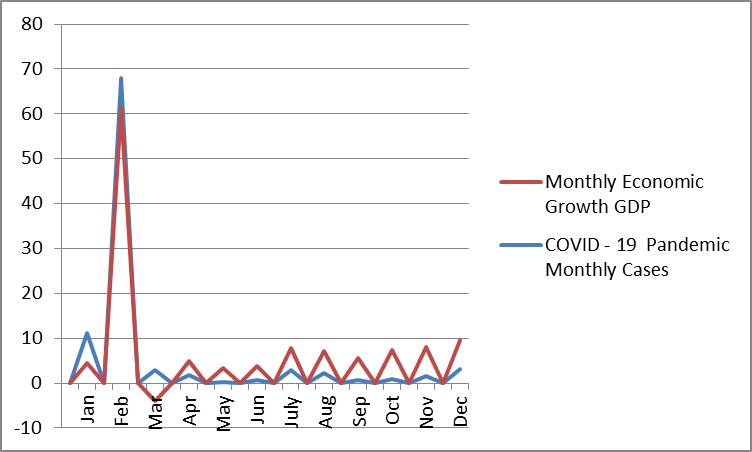 80
70
60
50
40
30
20
10
0
-10
Jan
Feb
Mar
Apr
May
Jun
July
Aug
Sep
Oct
Nov
Dec
Monthly Economic
Growth GDP
COVID - 19 Pandemic
Monthly Cases